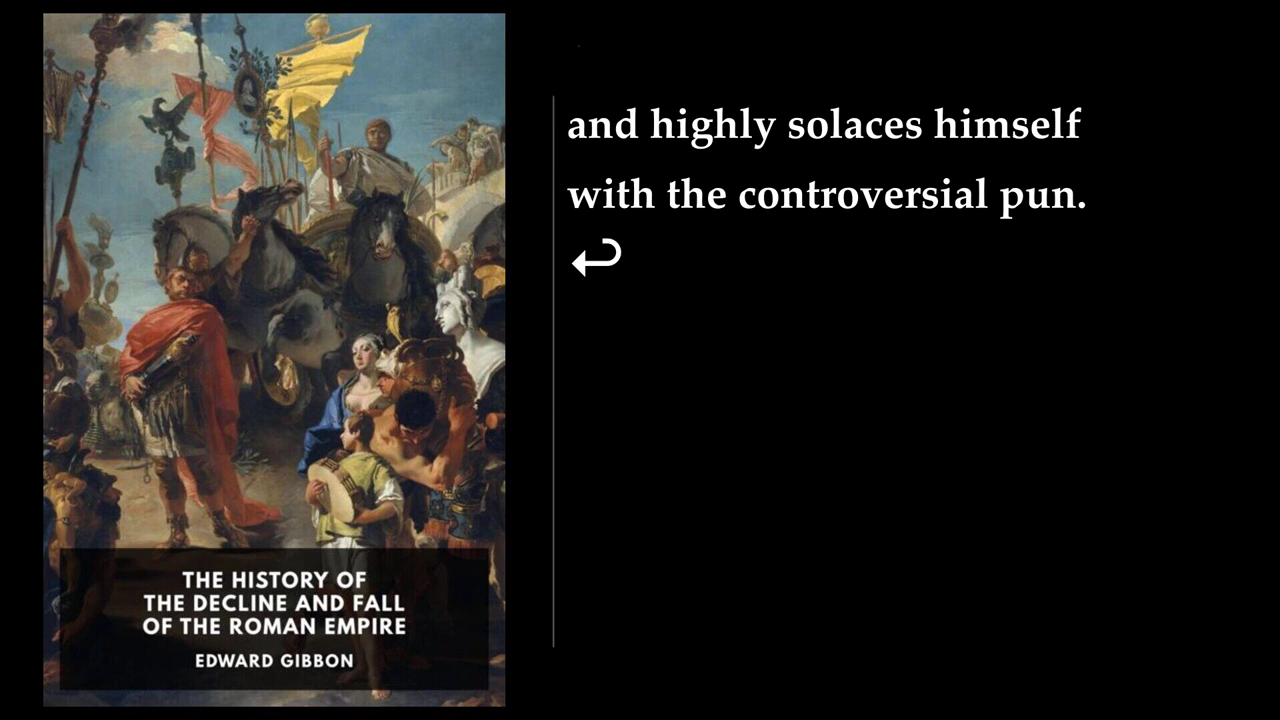 and highly solaces himself
with the controversial pun.
↩
THE HISTORY OF
THE DECLINE AND FALL
OF THE ROMAN EMPIRE
EDWARD GIBBON